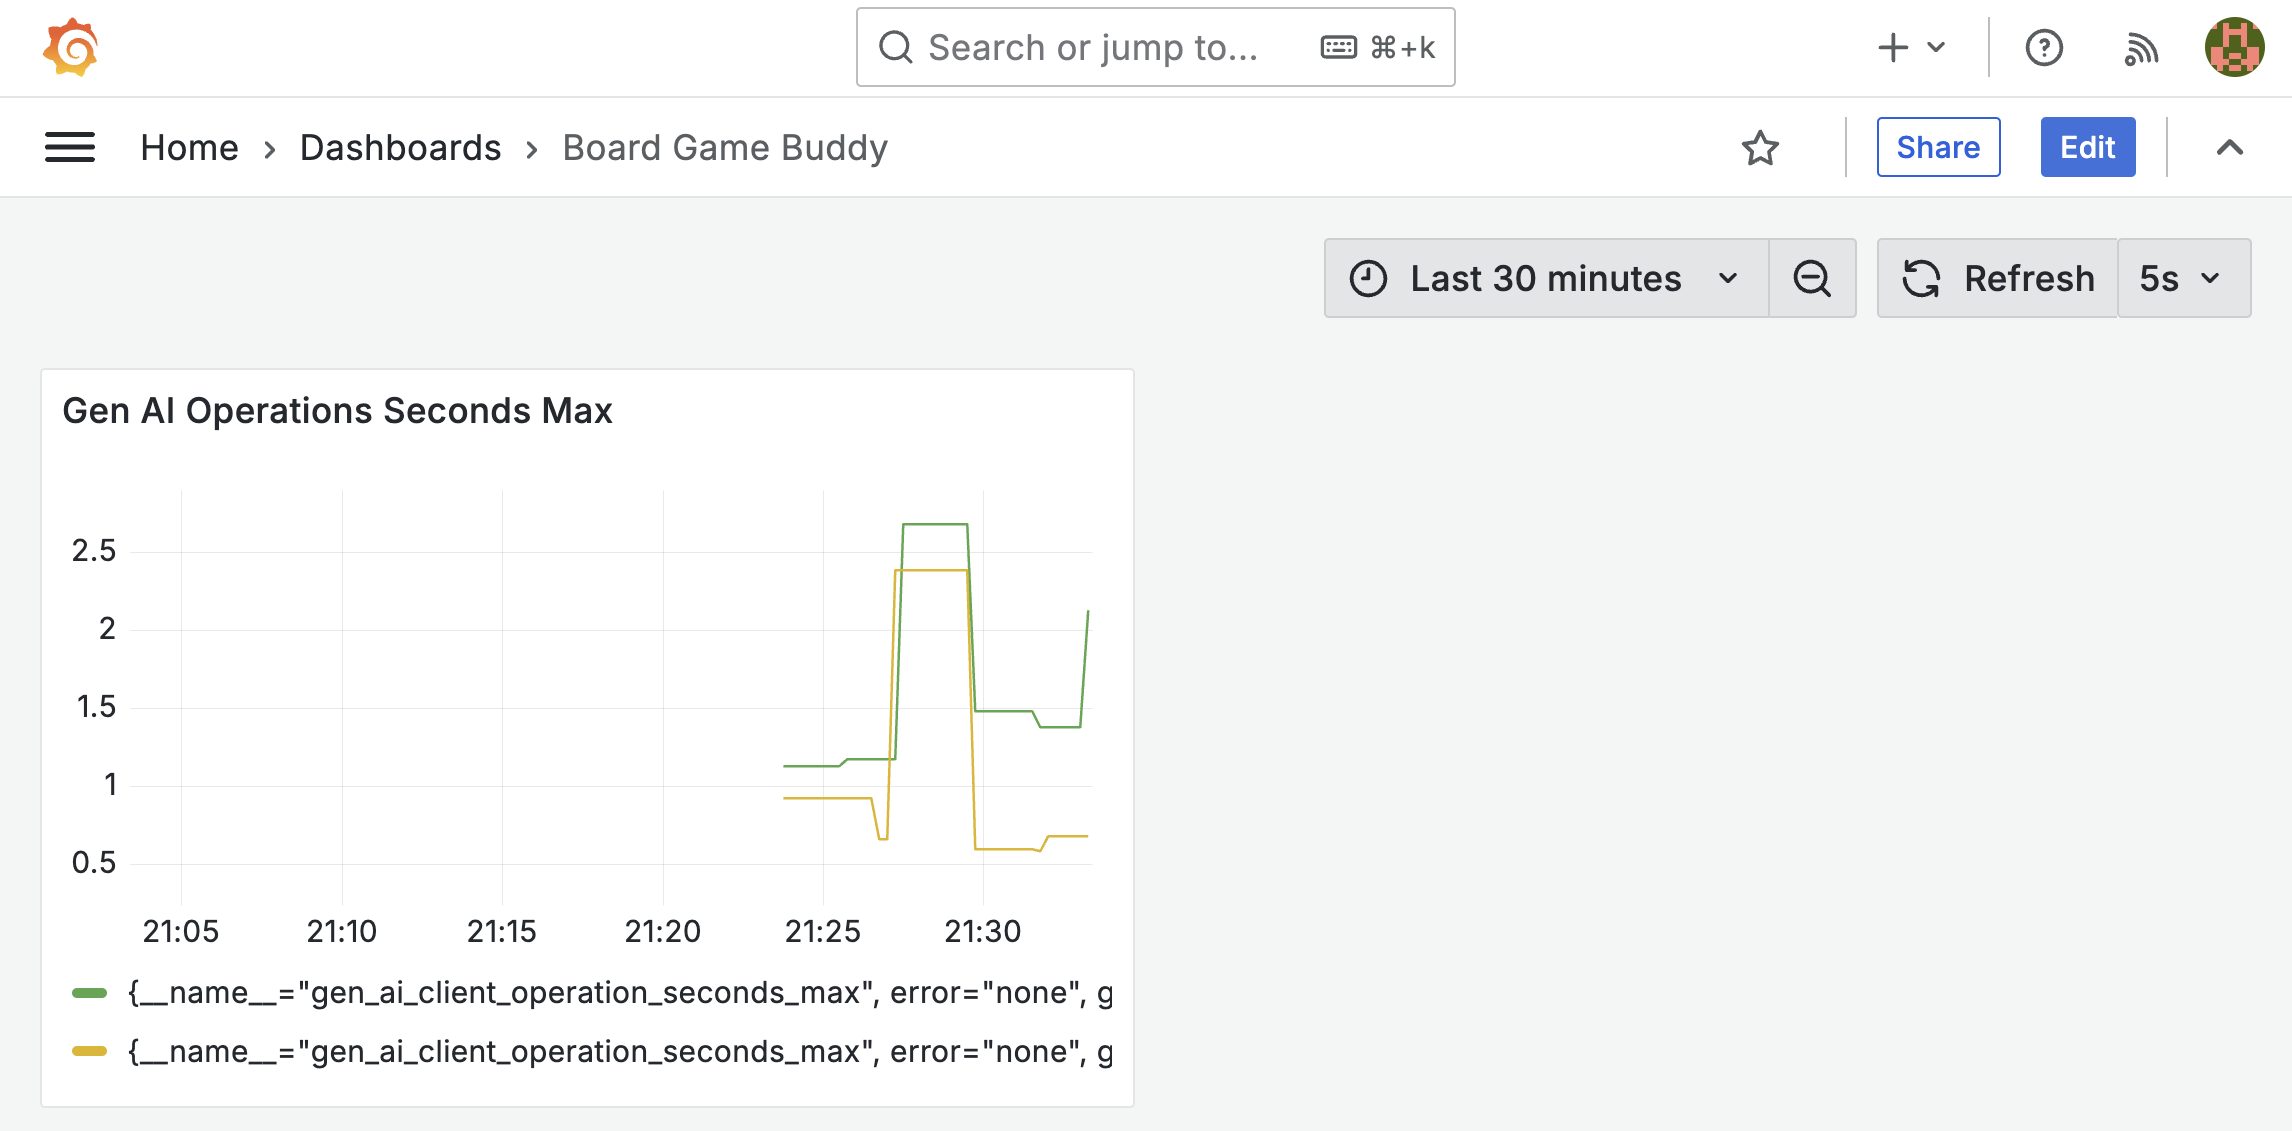 Search or jump to... ⌘+k
Home › Dashboards › Board Game Buddy
Share
Edit
Last 30 minutes
Refresh
5s
Gen AI Operations Seconds Max
2.5
2
1.5
1
0.5
21:05 21:10 21:15 21:20 21:25 21:30
{__name__="gen_ai_client_operation_seconds_max", error="none", g
{__name__="gen_ai_client_operation_seconds_max", error="none", g